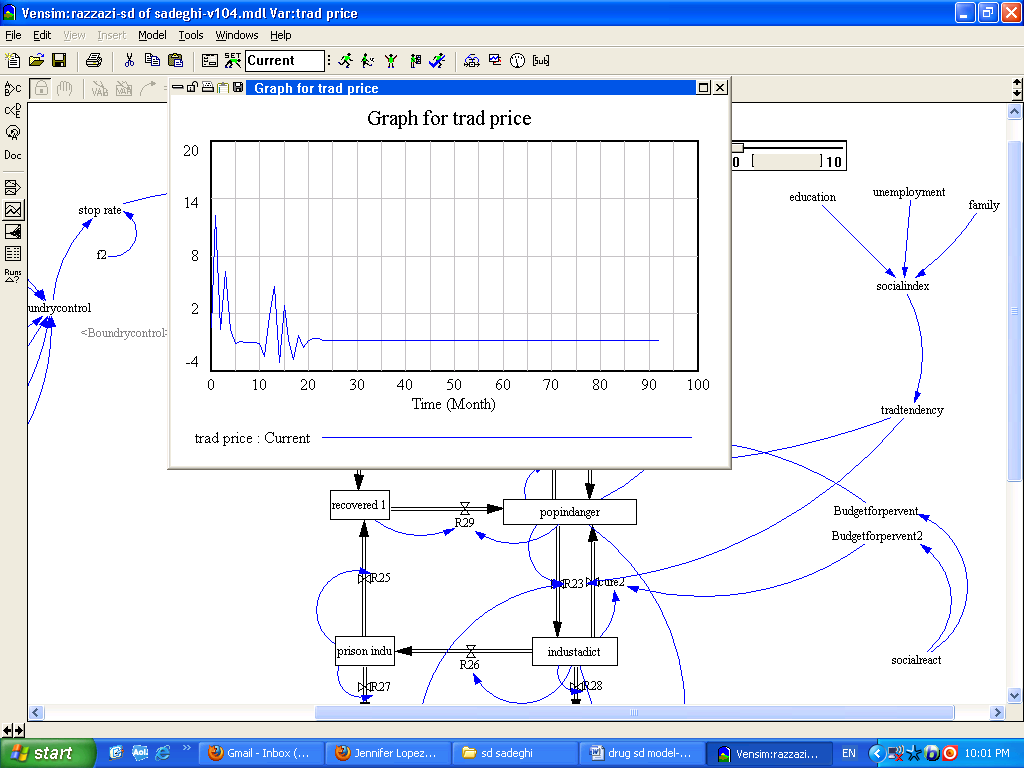 Vensim:razzazi-sd of sadeghi-v104.mdl Var:trad price
File Edit View Insert Model Tools Windows Help
SET
Current
Sub
Doc
Runs
Graph for trad price
Graph for trad price
20
14
8
2
-4
0 10 20 30 40 50 60 70 80 90 100
Time (Month)
trad price : Current
0 10
stop rate
f2
undrycontrol
<Boundrycontrol>
education
unemployment
family
socialindex
tradtendency
Budgetforpervent
Budgetforpervent2
socialreact
recovered 1
R29
popindanger
R25
R23
cure2
prison indu
R26
industadict
R27
R28
start
Gmail - Inbox (...
Jennifer Lopez...
sd sadeghi
drug sd model-...
Vensim:razzazi...
EN
10:01 PM